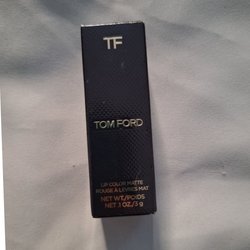 TF
TOM FORD
LIP COLOR MATTE
ROUGE À LÈVRES MAT
NET WT./POIDS
NET .1 OZ./3 g